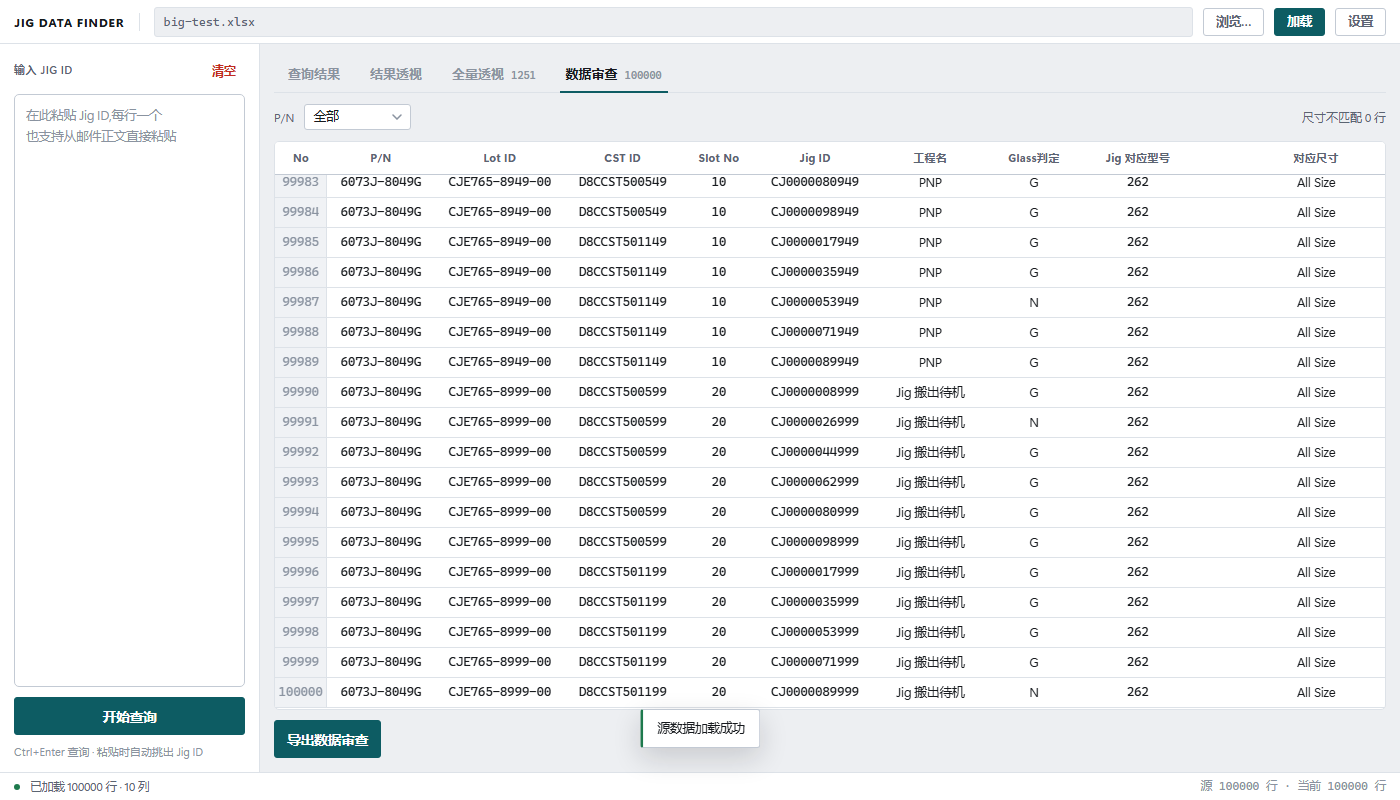 JIG DATA FINDER big-test.xlsx 浏览... 加载 设置
输入 JIG ID 清空
在此粘贴 Jig ID,每行一个
也支持从邮件正文直接粘贴
开始查询
Ctrl+Enter 查询 · 粘贴时自动挑出 Jig ID
查询结果 结果透视 全量透视 1251 数据审查 100000
P/N 全部 尺寸不匹配 0 行
No P/N Lot ID CST ID Slot No Jig ID 工程名 Glass判定 Jig 对应型号 对应尺寸
99983 6073J-8049G CJE765-8949-00 D8CCST500549 10 CJ0000080949 PNP G 262 All Size
99984 6073J-8049G CJE765-8949-00 D8CCST500549 10 CJ0000098949 PNP G 262 All Size
99985 6073J-8049G CJE765-8949-00 D8CCST501149 10 CJ0000017949 PNP G 262 All Size
99986 6073J-8049G CJE765-8949-00 D8CCST501149 10 CJ0000035949 PNP G 262 All Size
99987 6073J-8049G CJE765-8949-00 D8CCST501149 10 CJ0000053949 PNP N 262 All Size
99988 6073J-8049G CJE765-8949-00 D8CCST501149 10 CJ0000071949 PNP G 262 All Size
99989 6073J-8049G CJE765-8949-00 D8CCST501149 10 CJ0000089949 PNP G 262 All Size
99990 6073J-8049G CJE765-8999-00 D8CCST500599 20 CJ0000008999 Jig 搬出待机 G 262 All Size
99991 6073J-8049G CJE765-8999-00 D8CCST500599 20 CJ0000026999 Jig 搬出待机 N 262 All Size
99992 6073J-8049G CJE765-8999-00 D8CCST500599 20 CJ0000044999 Jig 搬出待机 G 262 All Size
99993 6073J-8049G CJE765-8999-00 D8CCST500599 20 CJ0000062999 Jig 搬出待机 G 262 All Size
99994 6073J-8049G CJE765-8999-00 D8CCST500599 20 CJ0000080999 Jig 搬出待机 G 262 All Size
99995 6073J-8049G CJE765-8999-00 D8CCST500599 20 CJ0000098999 Jig 搬出待机 G 262 All Size
99996 6073J-8049G CJE765-8999-00 D8CCST501199 20 CJ0000017999 Jig 搬出待机 G 262 All Size
99997 6073J-8049G CJE765-8999-00 D8CCST501199 20 CJ0000035999 Jig 搬出待机 G 262 All Size
99998 6073J-8049G CJE765-8999-00 D8CCST501199 20 CJ0000053999 Jig 搬出待机 G 262 All Size
99999 6073J-8049G CJE765-8999-00 D8CCST501199 20 CJ0000071999 Jig 搬出待机 G 262 All Size
100000 6073J-8049G CJE765-8999-00 D8CCST501199 20 CJ0000089999 Jig 搬出待机 N 262 All Size
导出数据审查 源数据加载成功
已加载 100000 行 · 10 列 源 100000 行 · 当前 100000 行